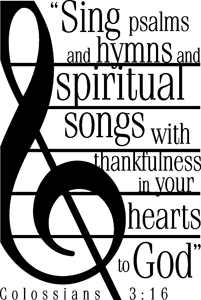 “Sing psalms
and hymns and
spiritual
songs with
thankfulness
in your
hearts
to God”
Colossians 3:16